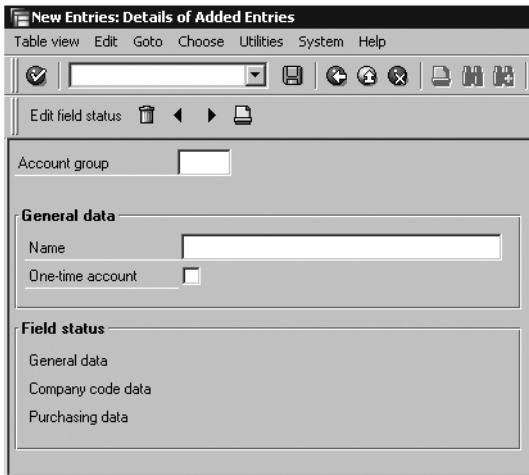 New Entries: Details of Added Entries
Table view Edit Goto Choose Utilities System Help
Edit field status
Account group
General data
Name
One-time account
Field status
General data
Company code data
Purchasing data